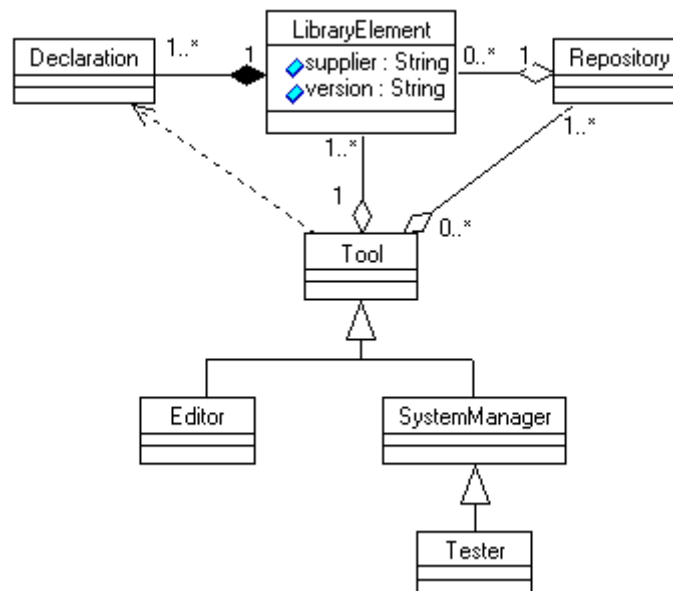 LibraryElement
Declaration
1..*
1
supplier : String
version : String
0..*
1
Repository
1..*
1..*
1
0..*
Tool
Editor
SystemManager
Tester